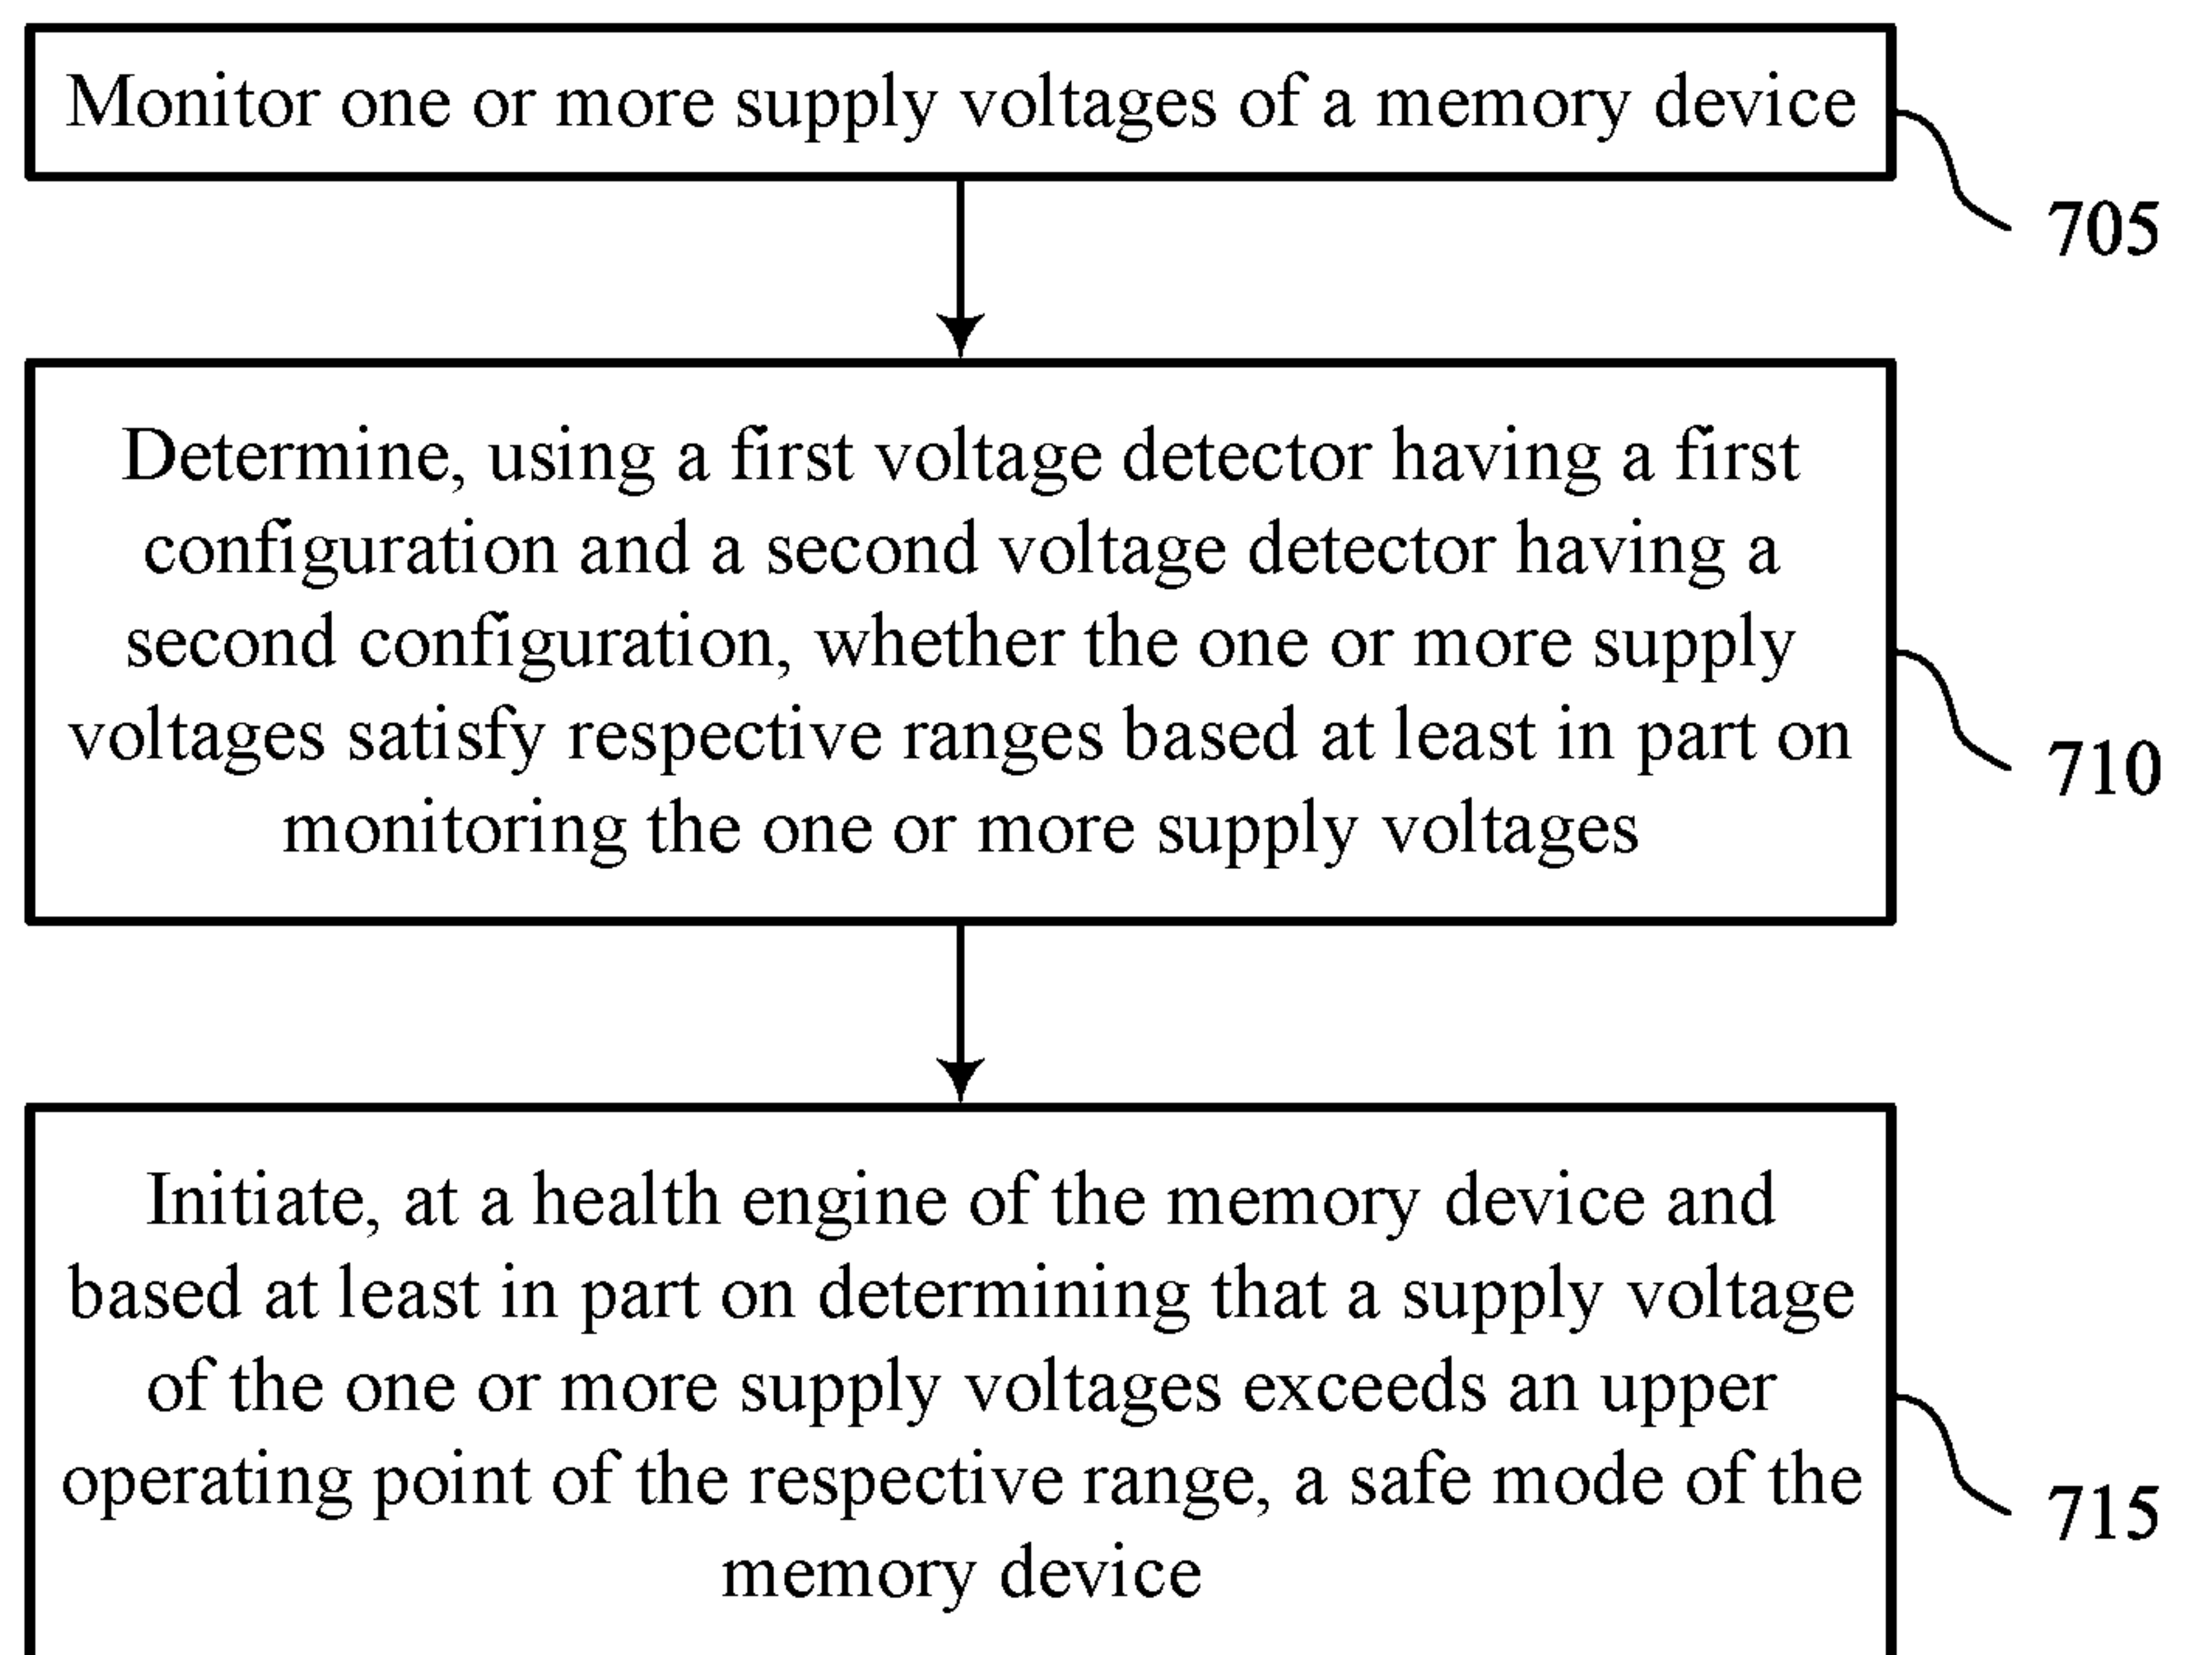 Monitor one or more supply voltages of a memory device
705
Determine, using a first voltage detector having a first
configuration and a second voltage detector having a
second configuration, whether the one or more supply
voltages satisfy respective ranges based at least in part on
monitoring the one or more supply voltages
710
Initiate, at a health engine of the memory device and
based at least in part on determining that a supply voltage
of the one or more supply voltages exceeds an upper
operating point of the respective range, a safe mode of the
memory device
715